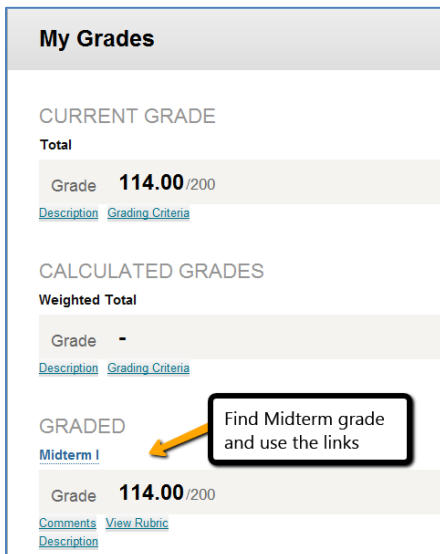 My Grades
CURRENT GRADE
Total
Grade 114.00/200
Description Grading Criteria
CALCULATED GRADES
Weighted Total
Grade -
Description Grading Criteria
GRADED
Find Midterm grade
and use the links
Midterm I
Grade 114.00/200
Comments View Rubric
Description